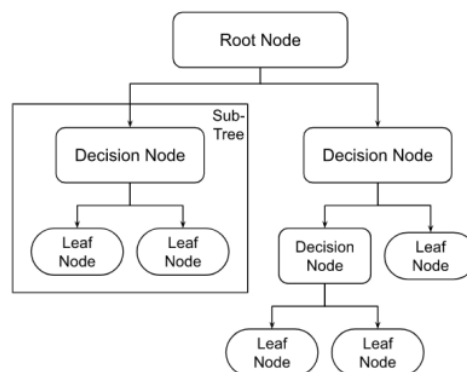 Root Node
Sub-
Tree
Decision Node
Decision Node
Leaf
Node
Leaf
Node
Decision
Node
Leaf
Node
Leaf
Node
Leaf
Node